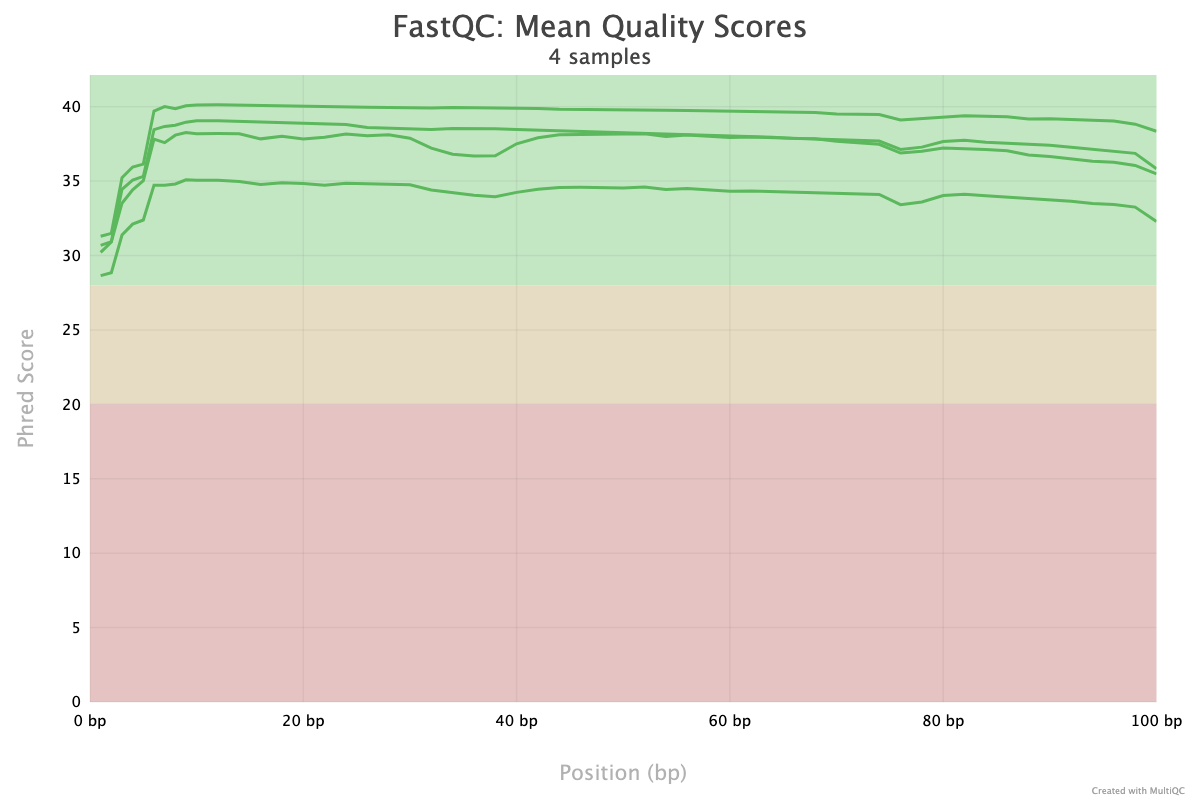 FastQC: Mean Quality Scores
4 samples
Phred Score
40
35
30
25
20
15
10
5
0
0 bp
20 bp
40 bp
60 bp
80 bp
100 bp
Position (bp)
Created with MultiQC